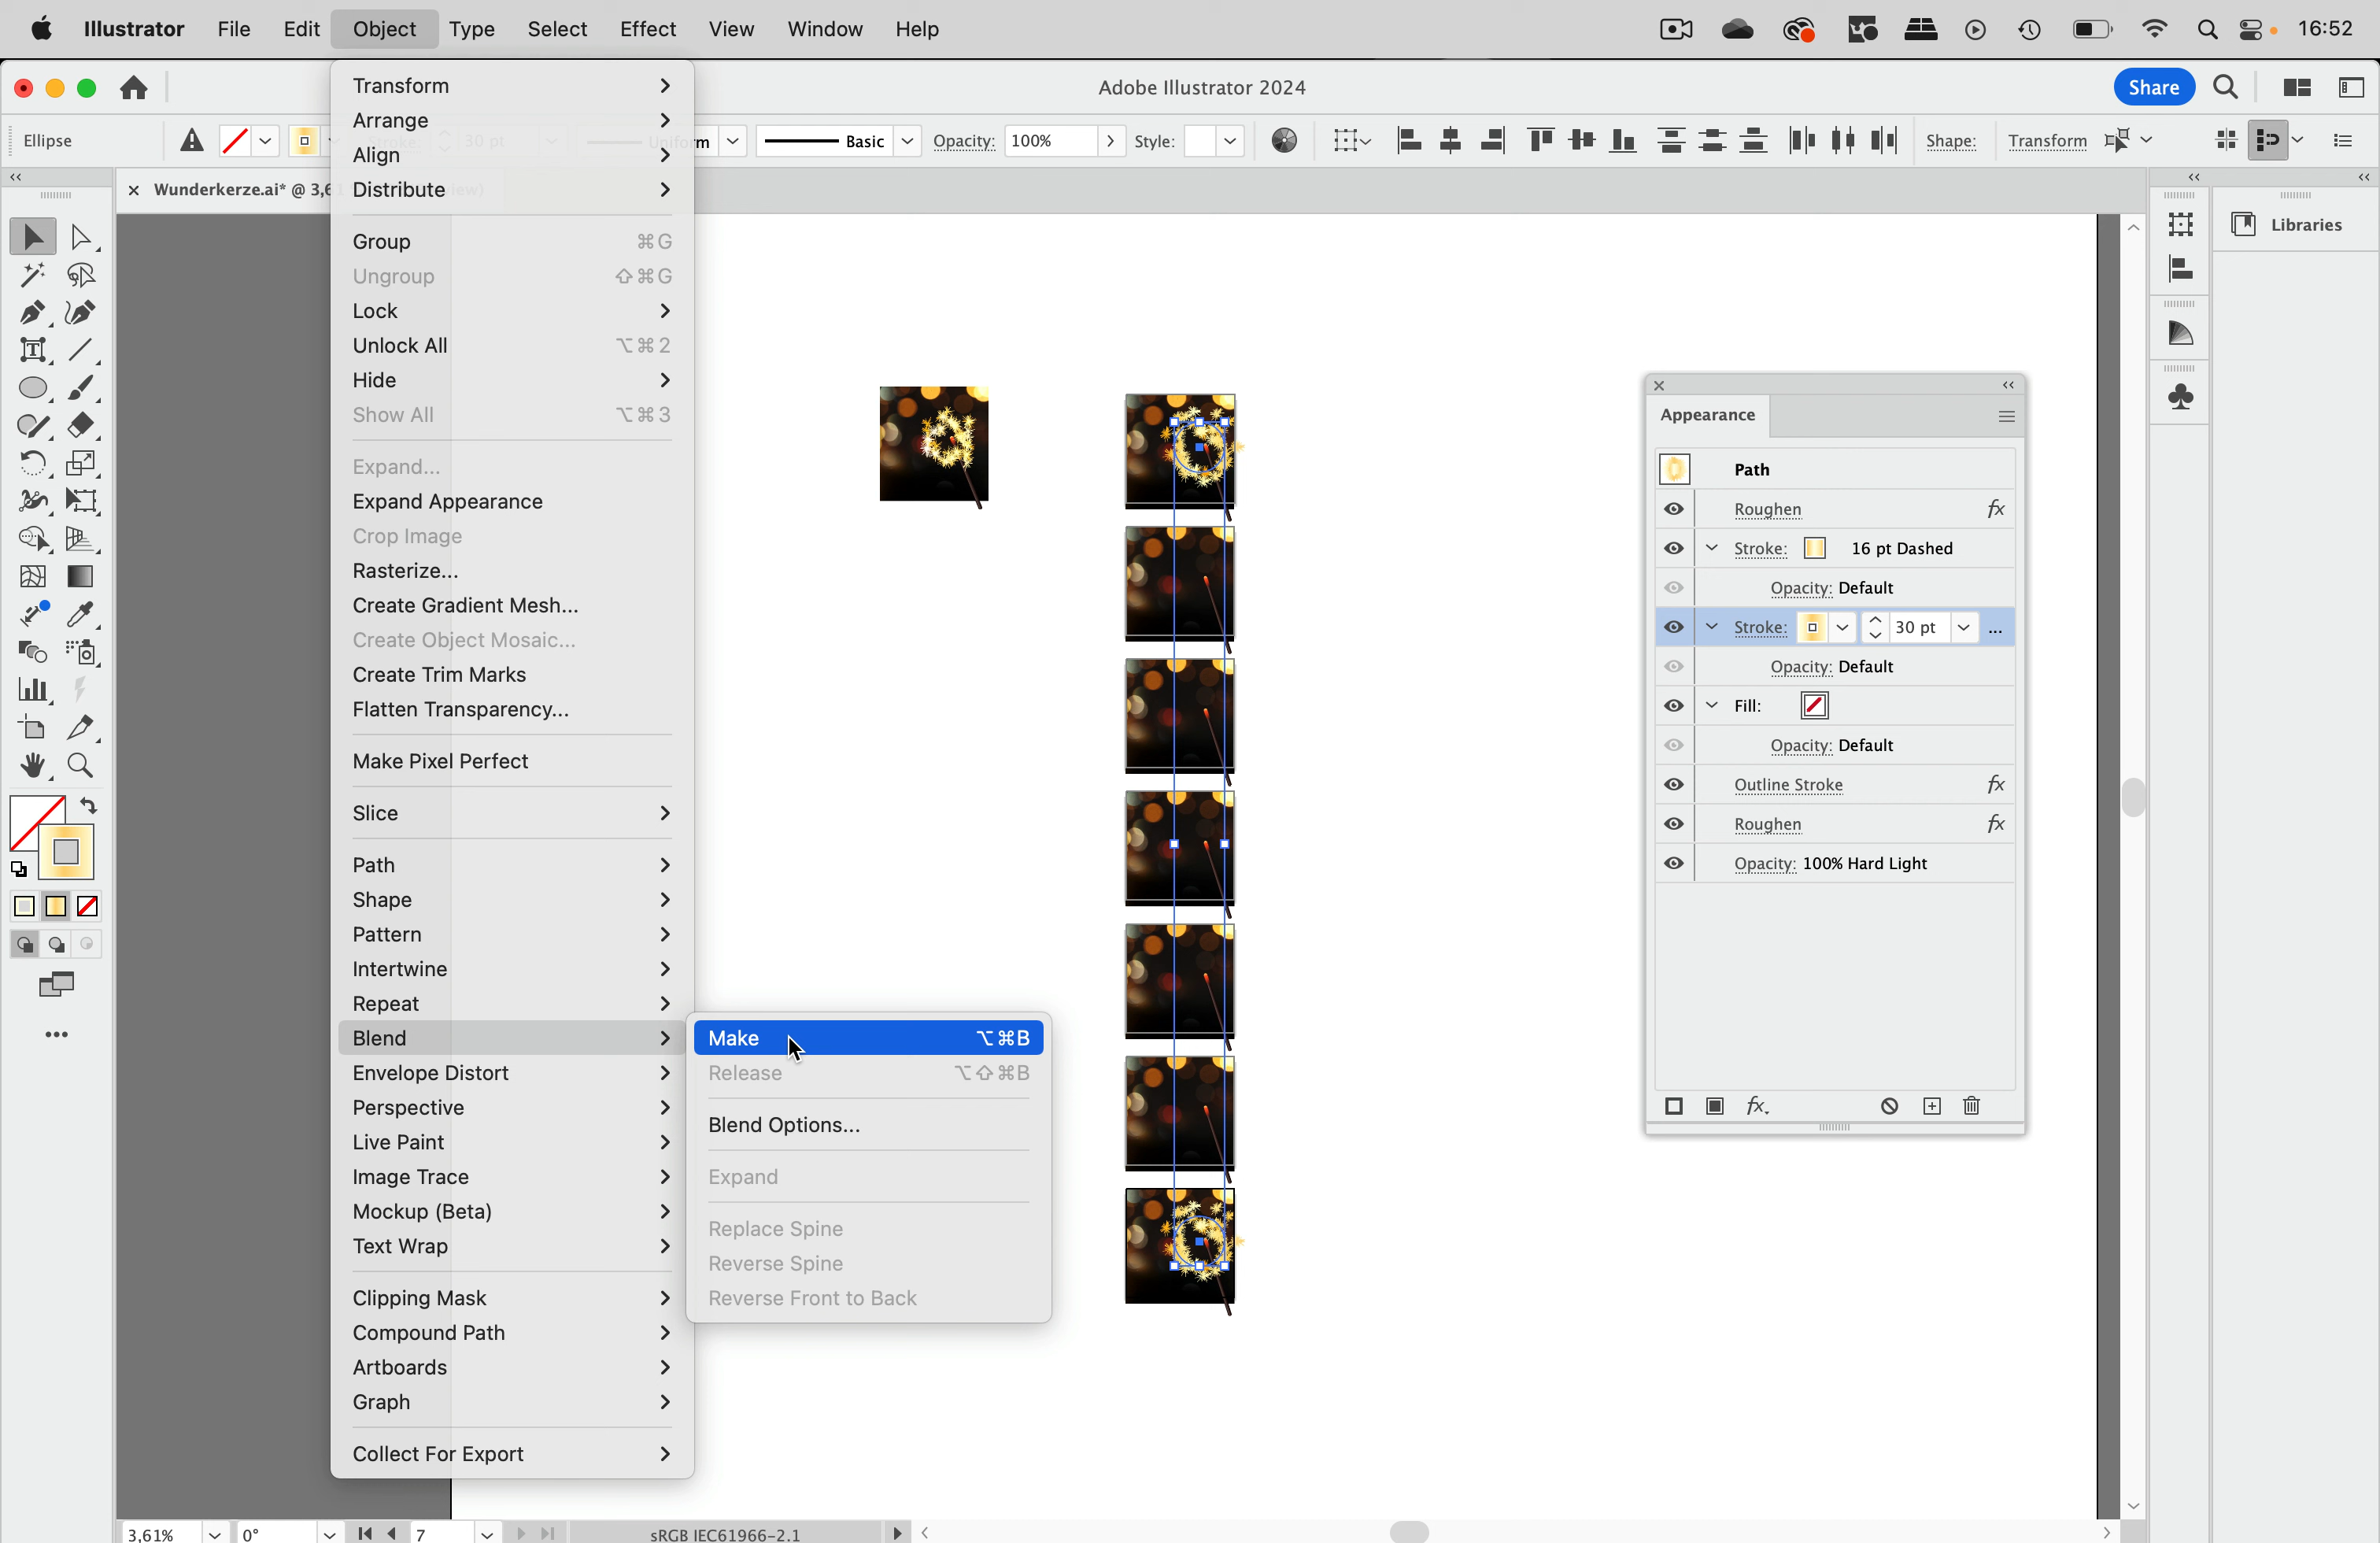 Illustrator File Edit Object Type Select Effect View Window Help 16:52
Adobe Illustrator 2024 Share
Ellipse 30 pt Uniform Basic Opacity: 100% Style: Shape: Transform
Wunderkerze.ai* @ 3,61
Libraries
Transform
Arrange
Align
Distribute
Group ⌘G
Ungroup ⇧⌘G
Lock
Unlock All ⌥⌘2
Hide
Show All ⌥⌘3
Expand...
Expand Appearance
Crop Image
Rasterize...
Create Gradient Mesh...
Create Object Mosaic...
Create Trim Marks
Flatten Transparency...
Make Pixel Perfect
Slice
Path
Shape
Pattern
Intertwine
Repeat
Blend
Envelope Distort
Perspective
Live Paint
Image Trace
Mockup (Beta)
Text Wrap
Clipping Mask
Compound Path
Artboards
Graph
Collect For Export
Make ⌥⌘B
Release ⌥⇧⌘B
Blend Options...
Expand
Replace Spine
Reverse Spine
Reverse Front to Back
Appearance
Path
Roughen fx
Stroke: 16 pt Dashed
Opacity: Default
Stroke: 30 pt ...
Opacity: Default
Fill:
Opacity: Default
Outline Stroke fx
Roughen fx
Opacity: 100% Hard Light
fx
3,61% 0° 7 sRGB IEC61966-2.1